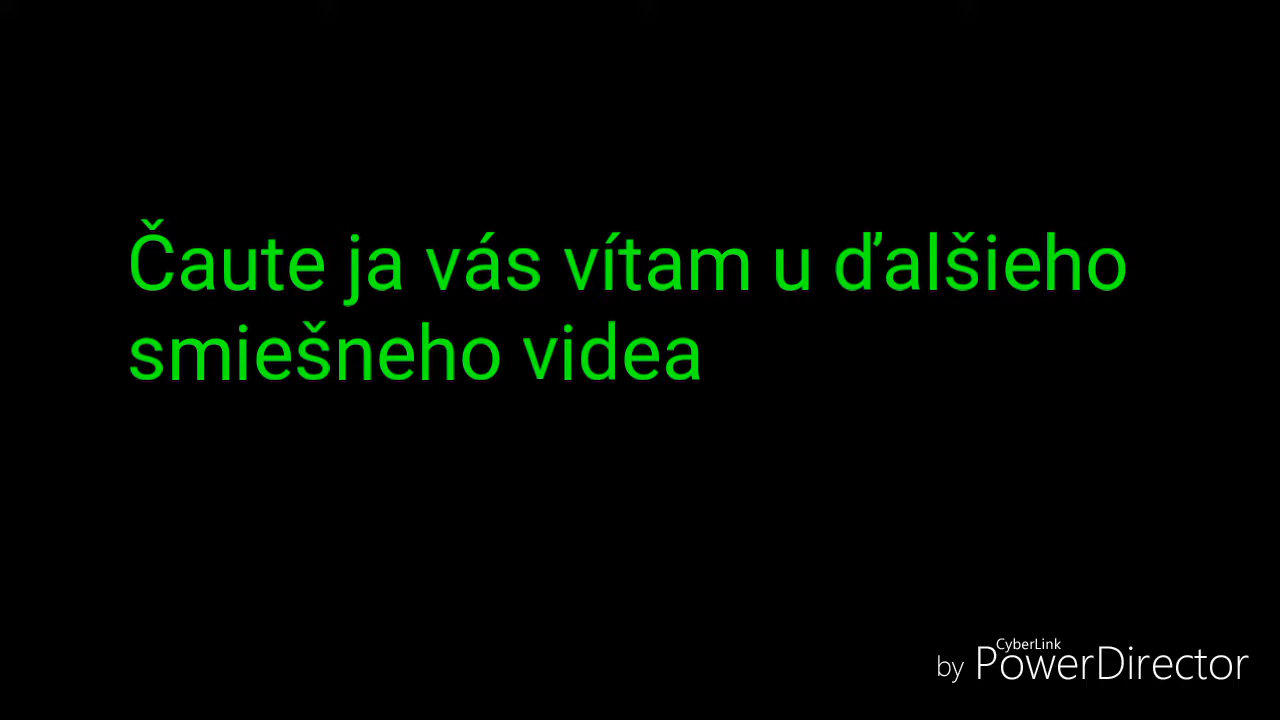 Čaute ja vás vítam u ďalšieho
smiešneho videa
CyberLink
by PowerDirector